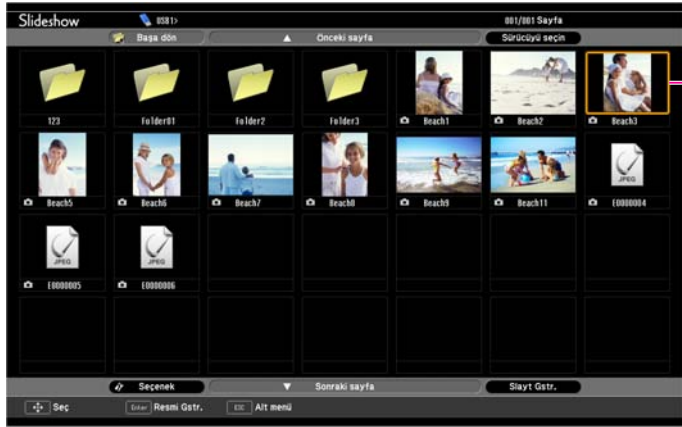 Slideshow 0581> 001/001 Sayfa
Başa dön ▲ Önceki sayfa Sürücüyü seçin
123 Folder01 Folder2 Folder3 Beach1 Beach2 Beach3
JPEG
Beach5 Beach6 Beach7 Beach8 Beach9 Beach11 E0000004
JPEG JPEG
E0000005 E0000006
Seçenek ▼ Sonraki sayfa Slayt Gstr.
Seç Enter Resmi Gstr. ESC Alt menü